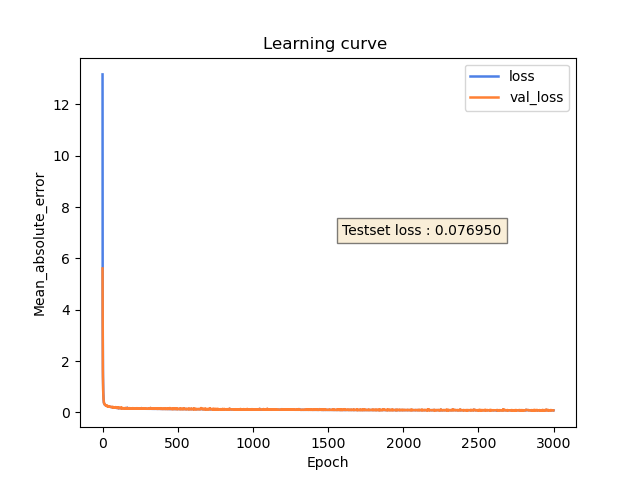 Learning curve
loss
val_loss
12
10
8
6
4
2
0
Mean_absolute_error
Testset loss : 0.076950
0 500 1000 1500 2000 2500 3000
Epoch